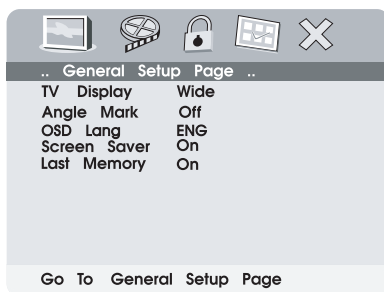 .. General Setup Page ..
TV Display Wide
Angle Mark Off
OSD Lang ENG
Screen Saver On
Last Memory On
Go To General Setup Page